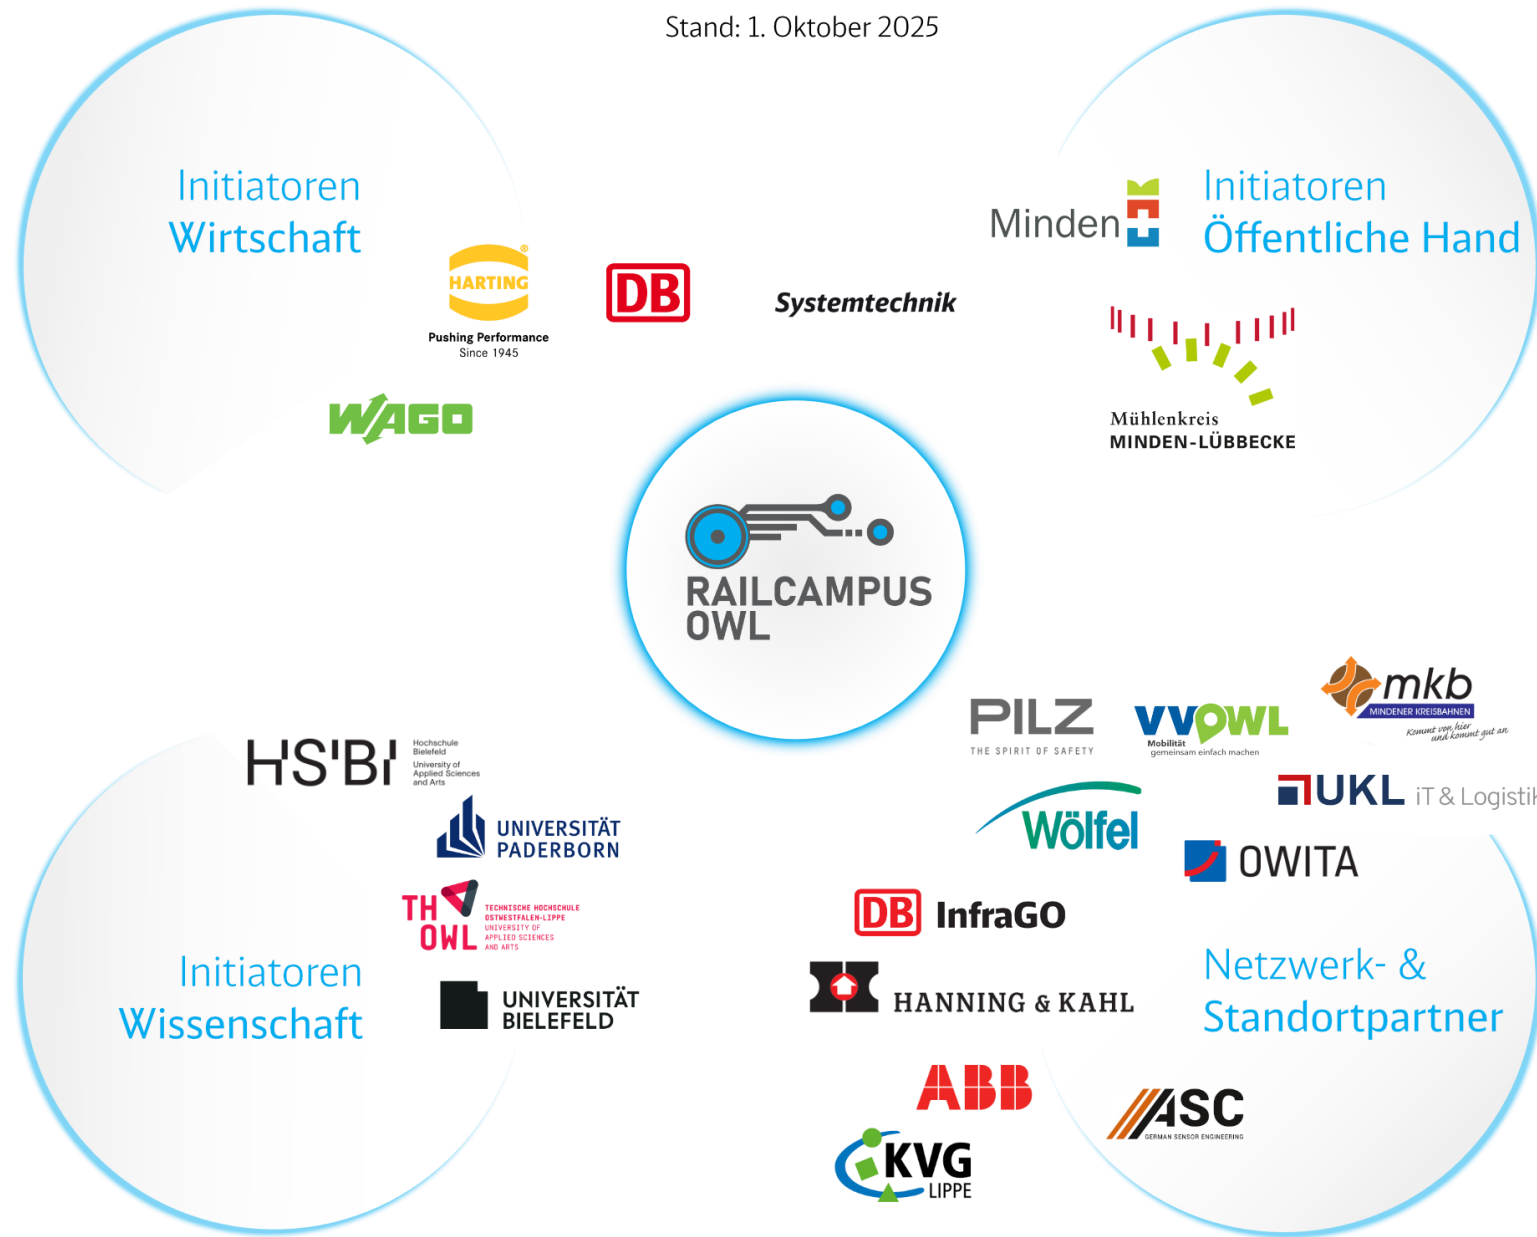 Stand: 1. Oktober 2025
Initiatoren
Wirtschaft
HARTING
®
Pushing Performance
Since 1945
DB
Systemtechnik
WAGO
Minden
Initiatoren
Öffentliche Hand
Mühlenkreis
MINDEN-LÜBBECKE
RAILCAMPUS
OWL
HSBI
Hochschule
Bielefeld
University of
Applied Sciences
and Arts
UNIVERSITÄT
PADERBORN
TH
OWL
TECHNISCHE HOCHSCHULE
OSTWESTFALEN-LIPPE
UNIVERSITY OF
APPLIED SCIENCES
AND ARTS
Initiatoren
Wissenschaft
UNIVERSITÄT
BIELEFELD
PILZ
THE SPIRIT OF SAFETY
VVOWL
Mobilität
gemeinsam einfach machen
mkb
MINDENER KREISBAHNEN
Kommt von hier
und kommt gut an
Wölfel
UKL iT & Logistik
OWITA
DB InfraGO
HANNING & KAHL
Netzwerk- &
Standortpartner
ABB
ASC
GERMAN SENSOR ENGINEERING
KVG
LIPPE